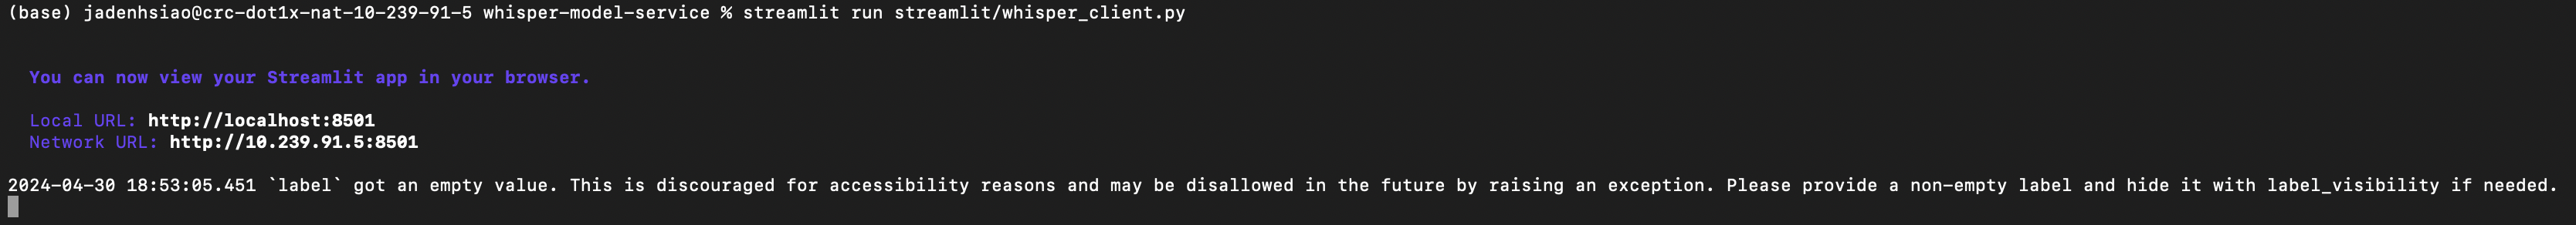 (base) jadenhsiao@crc-dot1x-nat-10-239-91-5 whisper-model-service % streamlit run streamlit/whisper_client.py
You can now view your Streamlit app in your browser.
Local URL: http://localhost:8501
Network URL: http://10.239.91.5:8501
2024-04-30 18:53:05.451 `label` got an empty value. This is discouraged for accessibility reasons and may be disallowed in the future by raising an exception. Please provide a non-empty label and hide it with label_visibility if needed.